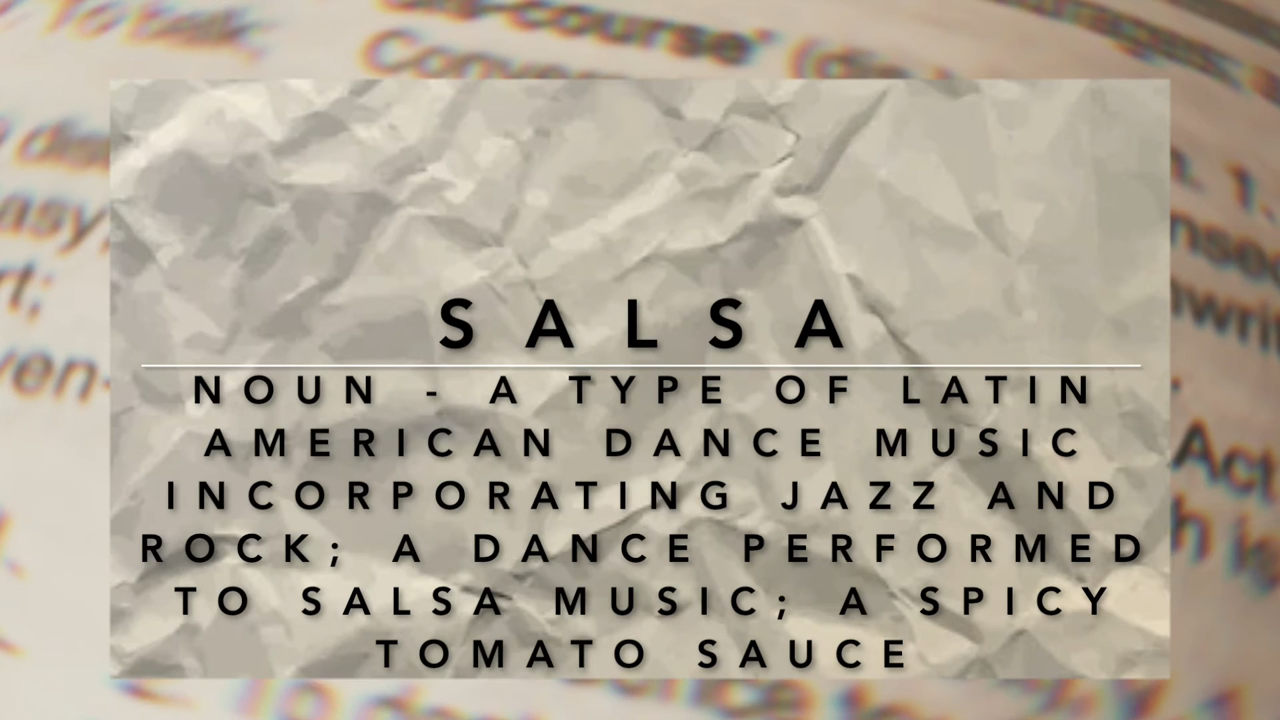 SALSA
NOUN - A TYPE OF LATIN
AMERICAN DANCE MUSIC
INCORPORATING JAZZ AND
ROCK; A DANCE PERFORMED
TO SALSA MUSIC; A SPICY
TOMATO SAUCE